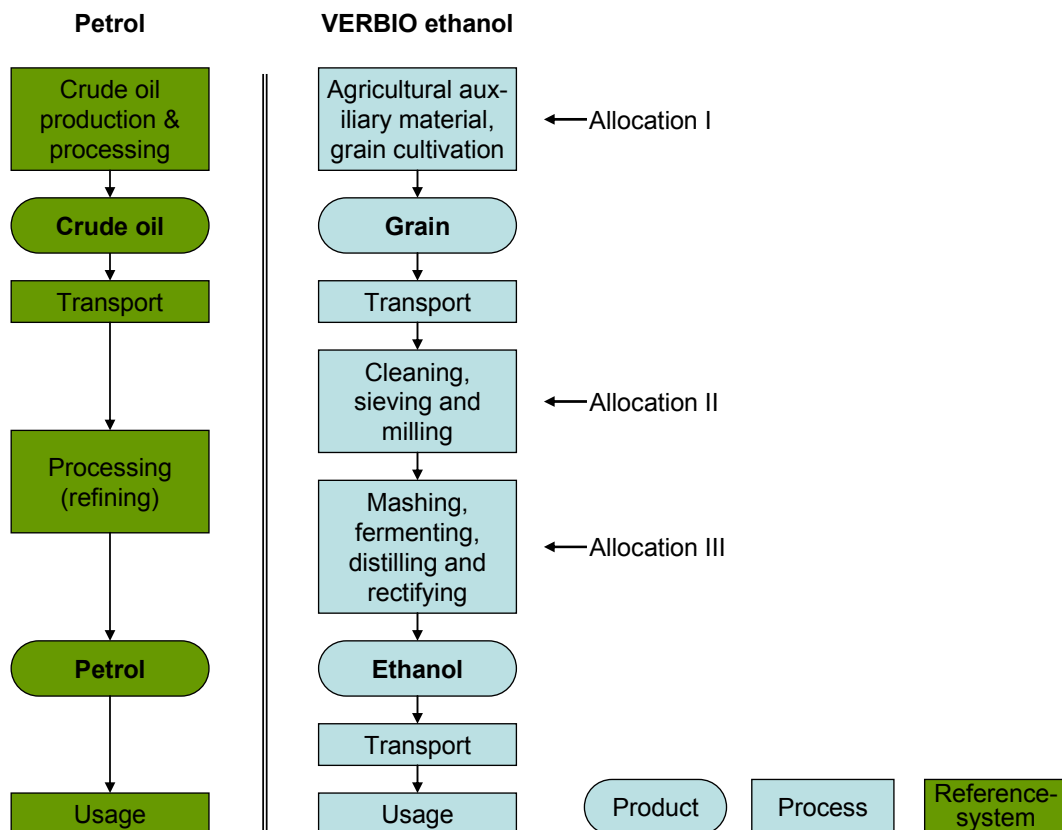 Petrol
VERBIO ethanol
Crude oil
production &
processing
Agricultural aux-
iliary material,
grain cultivation
Allocation I
Crude oil
Grain
Transport
Transport
Cleaning,
sieving and
milling
Allocation II
Processing
(refining)
Mashing,
fermenting,
distilling and
rectifying
Allocation III
Petrol
Ethanol
Transport
Usage
Usage
Product
Process
Reference-
system